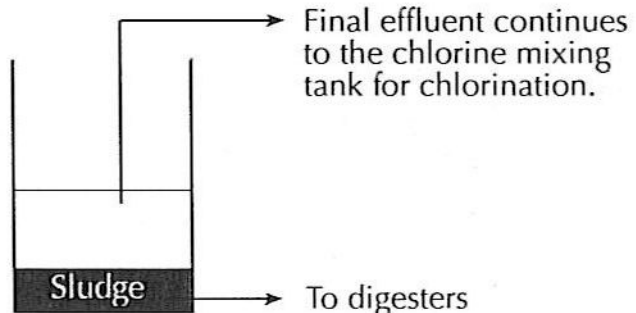 Final effluent continues
to the chlorine mixing
tank for chlorination.
Sludge
To digesters